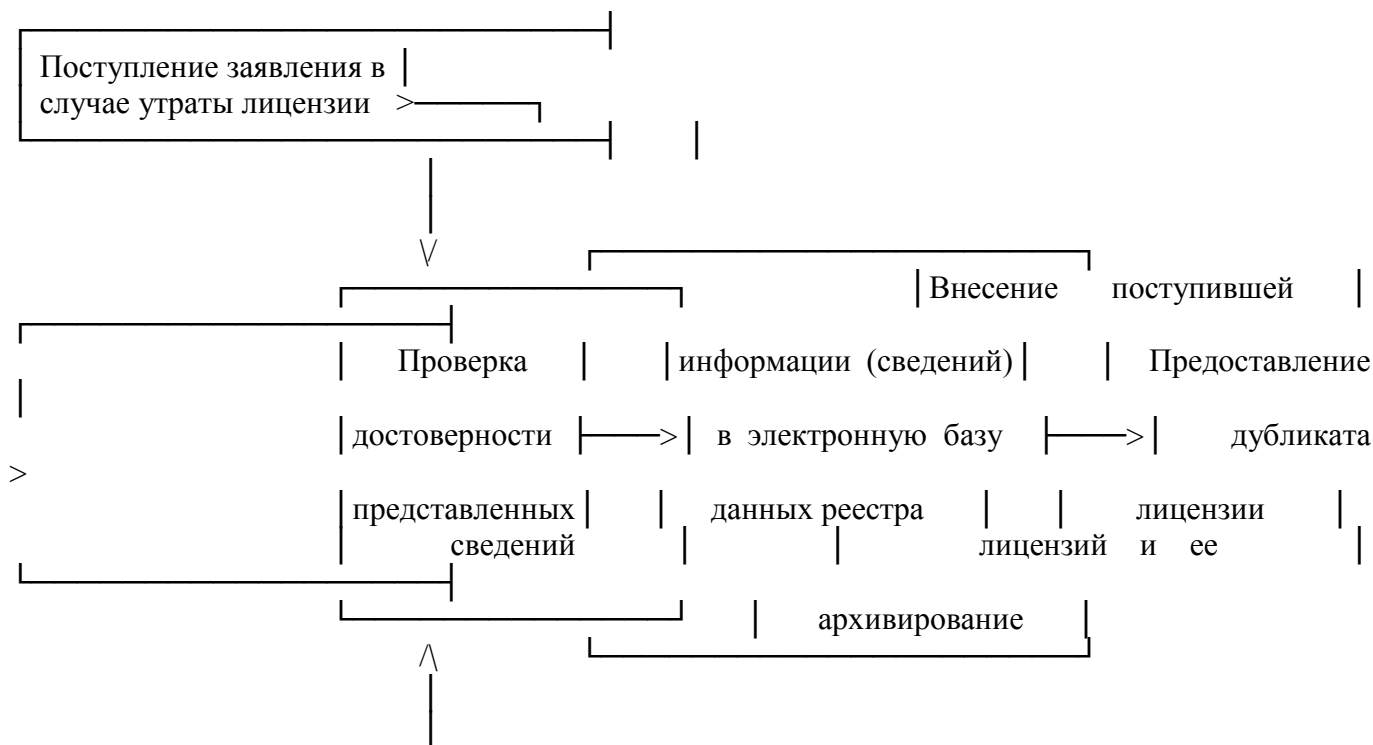 Поступление заявления в
случае утраты лицензии >
Внесение поступившей
Проверка информации (сведений) Предоставление
достоверности > в электронную базу > дубликата
>
представленных данных реестра лицензии
сведений лицензий и ее
архивирование